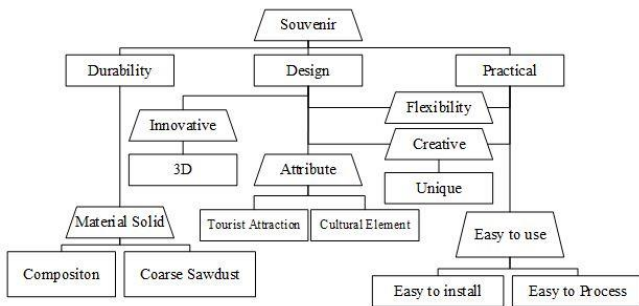 Souvenir
Durability
Design
Practical
Flexibility
Innovative
Creative
3D
Attribute
Unique
Material Solid
Tourist Attraction
Cultural Element
Easy to use
Compositon
Coarse Sawdust
Easy to install
Easy to Process